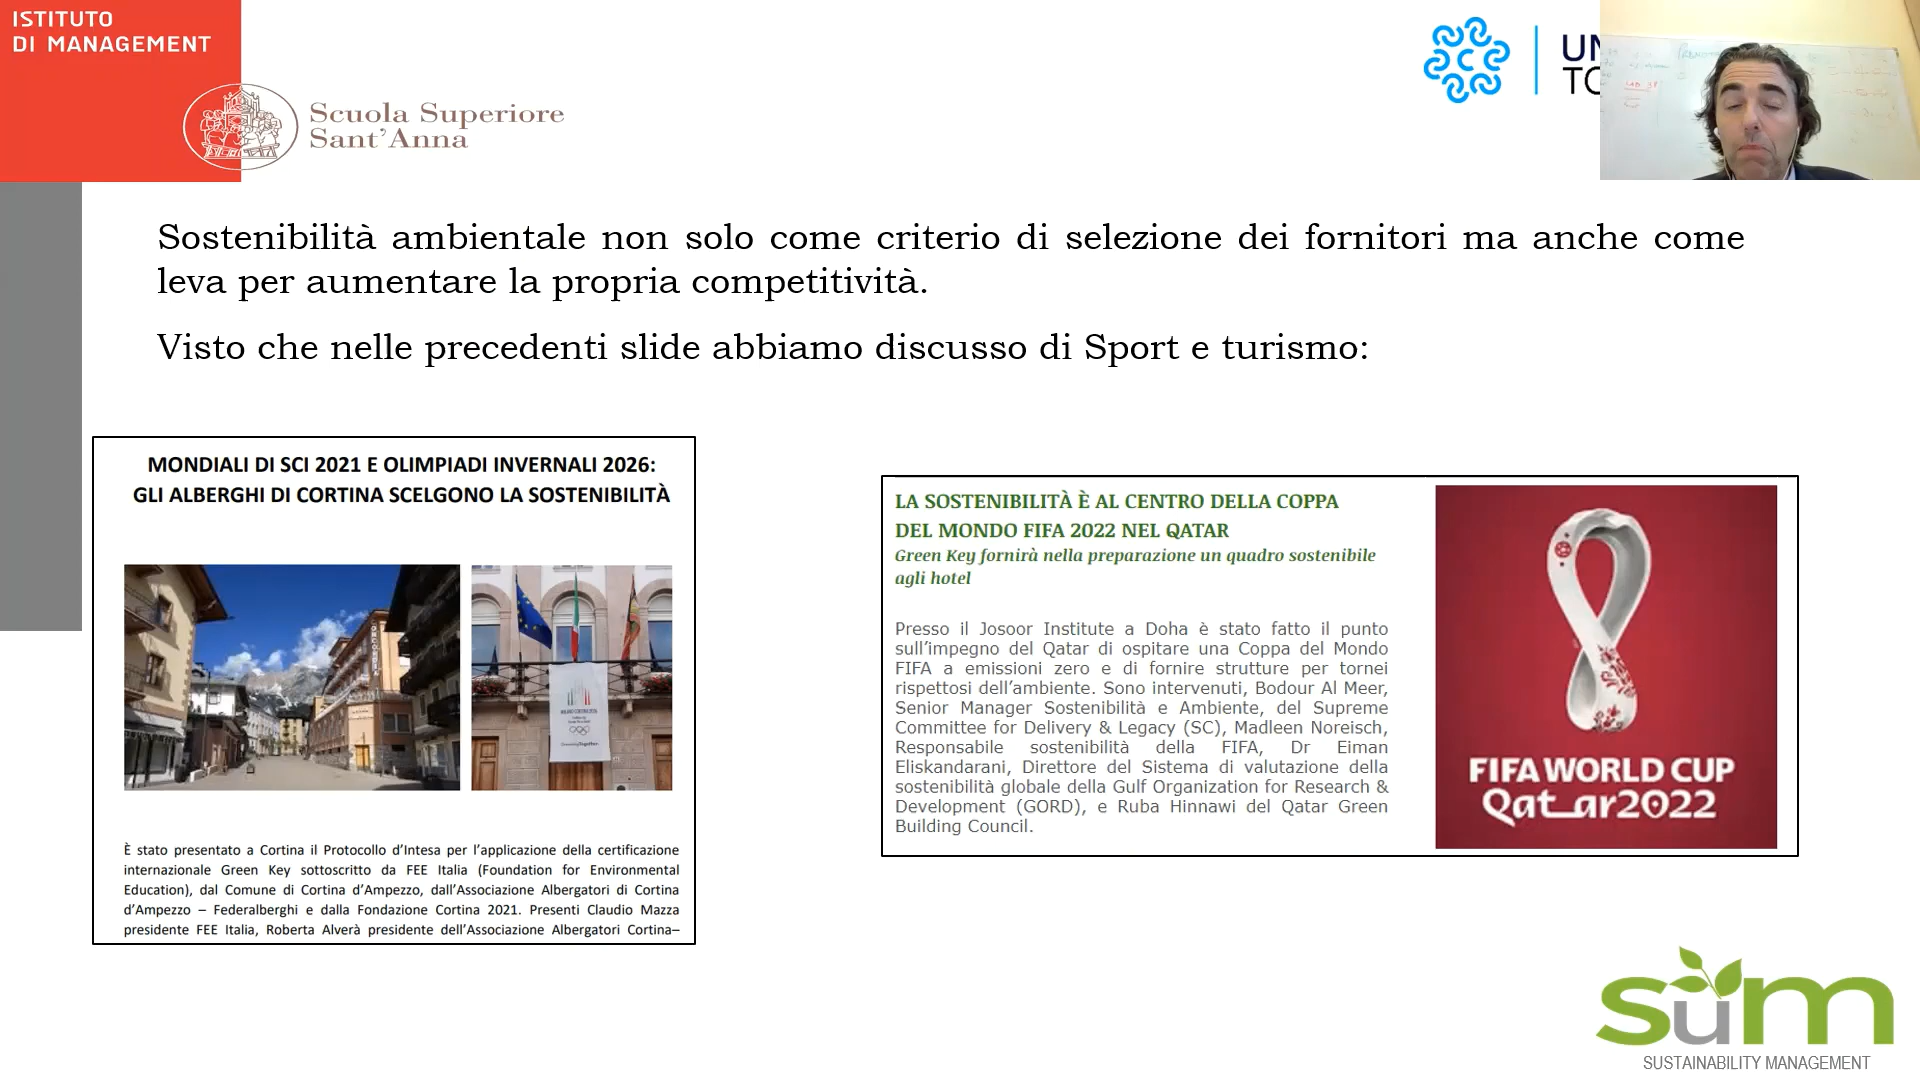 ISTITUTO
DI MANAGEMENT
Scuola Superiore
Sant'Anna
Sostenibilità ambientale non solo come criterio di selezione dei fornitori ma anche come
leva per aumentare la propria competitività.
Visto che nelle precedenti slide abbiamo discusso di Sport e turismo:
MONDIALI DI SCI 2021 E OLIMPIADI INVERNALI 2026:
GLI ALBERGHI DI CORTINA SCELGONO LA SOSTENIBILITÀ
CONCORDIA
È stato presentato a Cortina il Protocollo d'Intesa per l'applicazione della certificazione
internazionale Green Key sottoscritto da FEE Italia (Foundation for Environmental
Education), dal Comune di Cortina d'Ampezzo, dall'Associazione Albergatori di Cortina
d'Ampezzo – Federalberghi e dalla Fondazione Cortina 2021. Presenti Claudio Mazza
presidente FEE Italia, Roberta Alverà presidente dell'Associazione Albergatori Cortina–
LA SOSTENIBILITÀ È AL CENTRO DELLA COPPA
DEL MONDO FIFA 2022 NEL QATAR
Green Key fornirà nella preparazione un quadro sostenibile
agli hotel
Presso il Josoor Institute a Doha è stato fatto il punto
sull'impegno del Qatar di ospitare una Coppa del Mondo
FIFA a emissioni zero e di fornire strutture per tornei
rispettosi dell'ambiente. Sono intervenuti, Bodour Al Meer,
Senior Manager Sostenibilità e Ambiente, del Supreme
Committee for Delivery & Legacy (SC), Madleen Noreisch,
Responsabile sostenibilità della FIFA, Dr Eiman
Eliskandarani, Direttore del Sistema di valutazione della
sostenibilità globale della Gulf Organization for Research &
Development (GORD), e Ruba Hinnawi del Qatar Green
Building Council.
FIFA WORLD CUP
Qatar2022
sum
SUSTAINABILITY MANAGEMENT